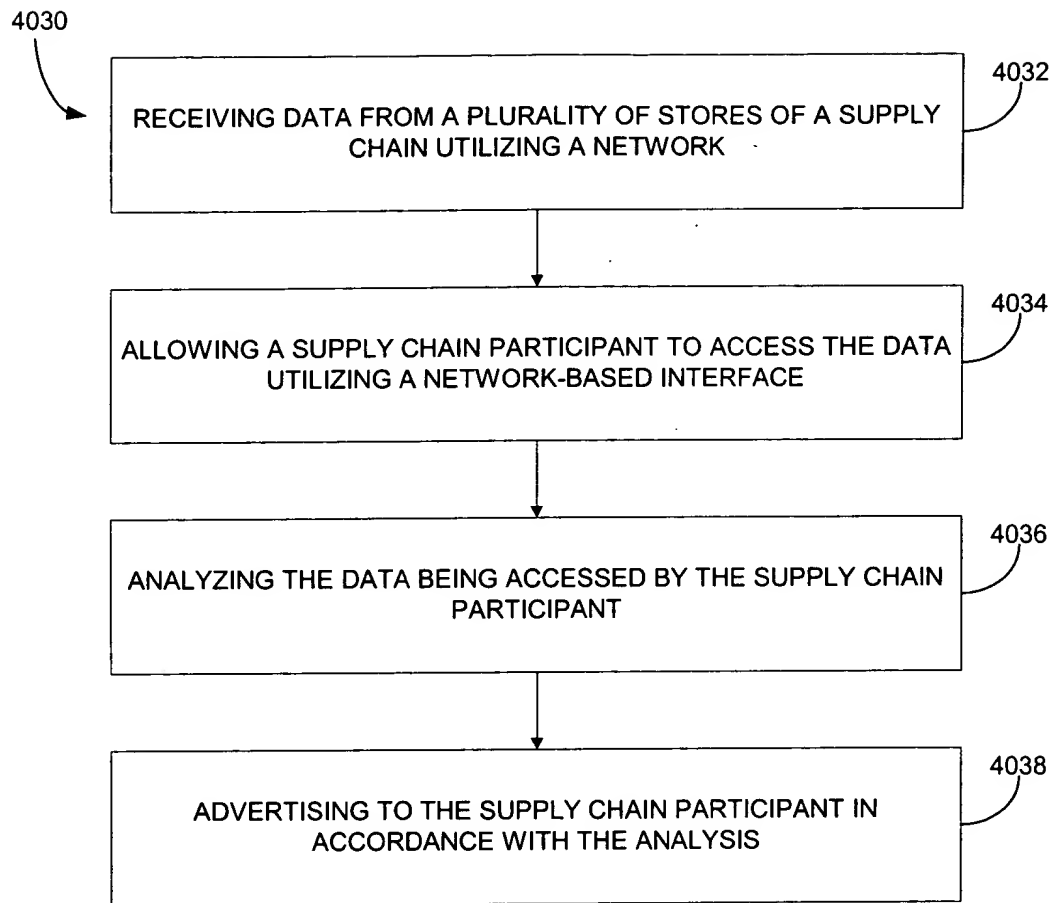 4030
4032
RECEIVING DATA FROM A PLURALITY OF STORES OF A SUPPLY
CHAIN UTILIZING A NETWORK
4034
ALLOWING A SUPPLY CHAIN PARTICIPANT TO ACCESS THE DATA
UTILIZING A NETWORK-BASED INTERFACE
4036
ANALYZING THE DATA BEING ACCESSED BY THE SUPPLY CHAIN
PARTICIPANT
4038
ADVERTISING TO THE SUPPLY CHAIN PARTICIPANT IN
ACCORDANCE WITH THE ANALYSIS